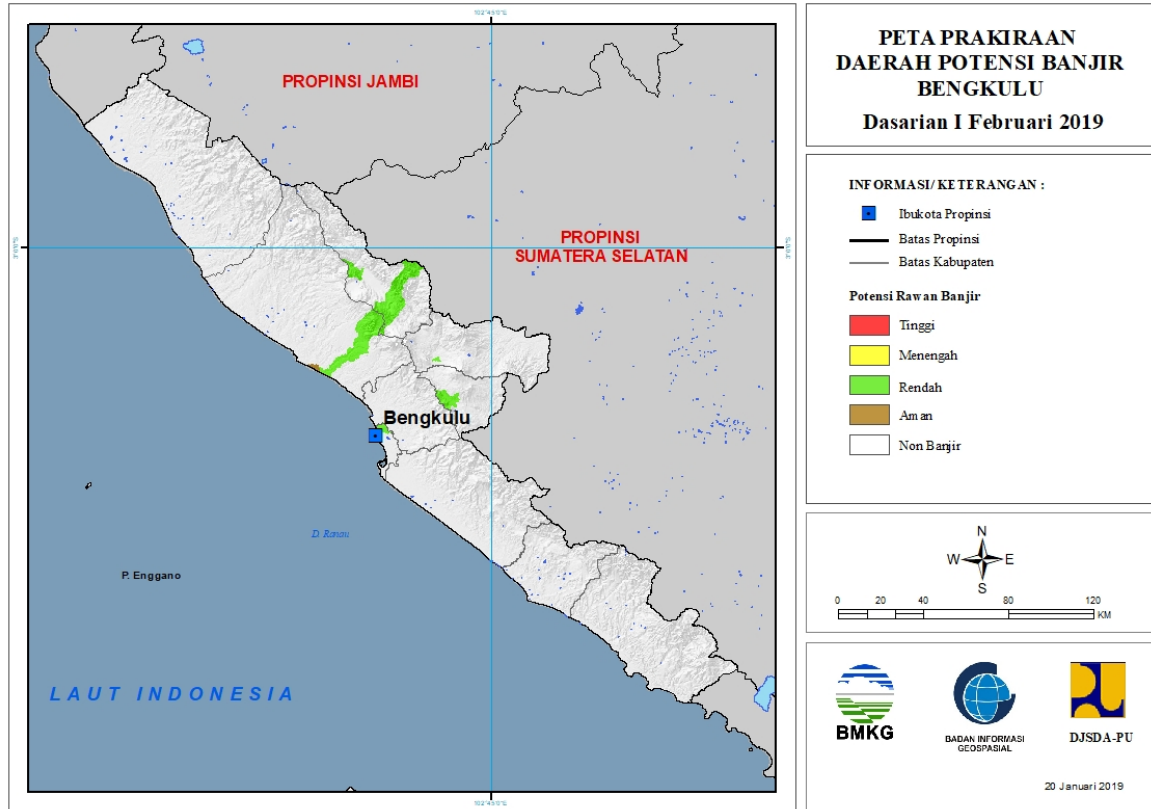 PETA PRAKIRAAN
DAERAH POTENSI BANJIR
BENGKULU
Dasarian I Februari 2019
PROPINSI JAMBI
PROPINSI
SUMATERA SELATAN
Bengkulu
D. Ranau
P. Enggano
LAUT INDONESIA
INFORMASI/KETERANGAN :
Ibukota Propinsi
Batas Propinsi
Batas Kabupaten
Potensi Rawan Banjir
Tinggi
Menengah
Rendah
Aman
Non Banjir
N
W E
S
0 20 40 80 120
KM
BMKG
BADAN INFORMASI
GEOSPASIAL
DJSDA-PU
20 Januari 2019